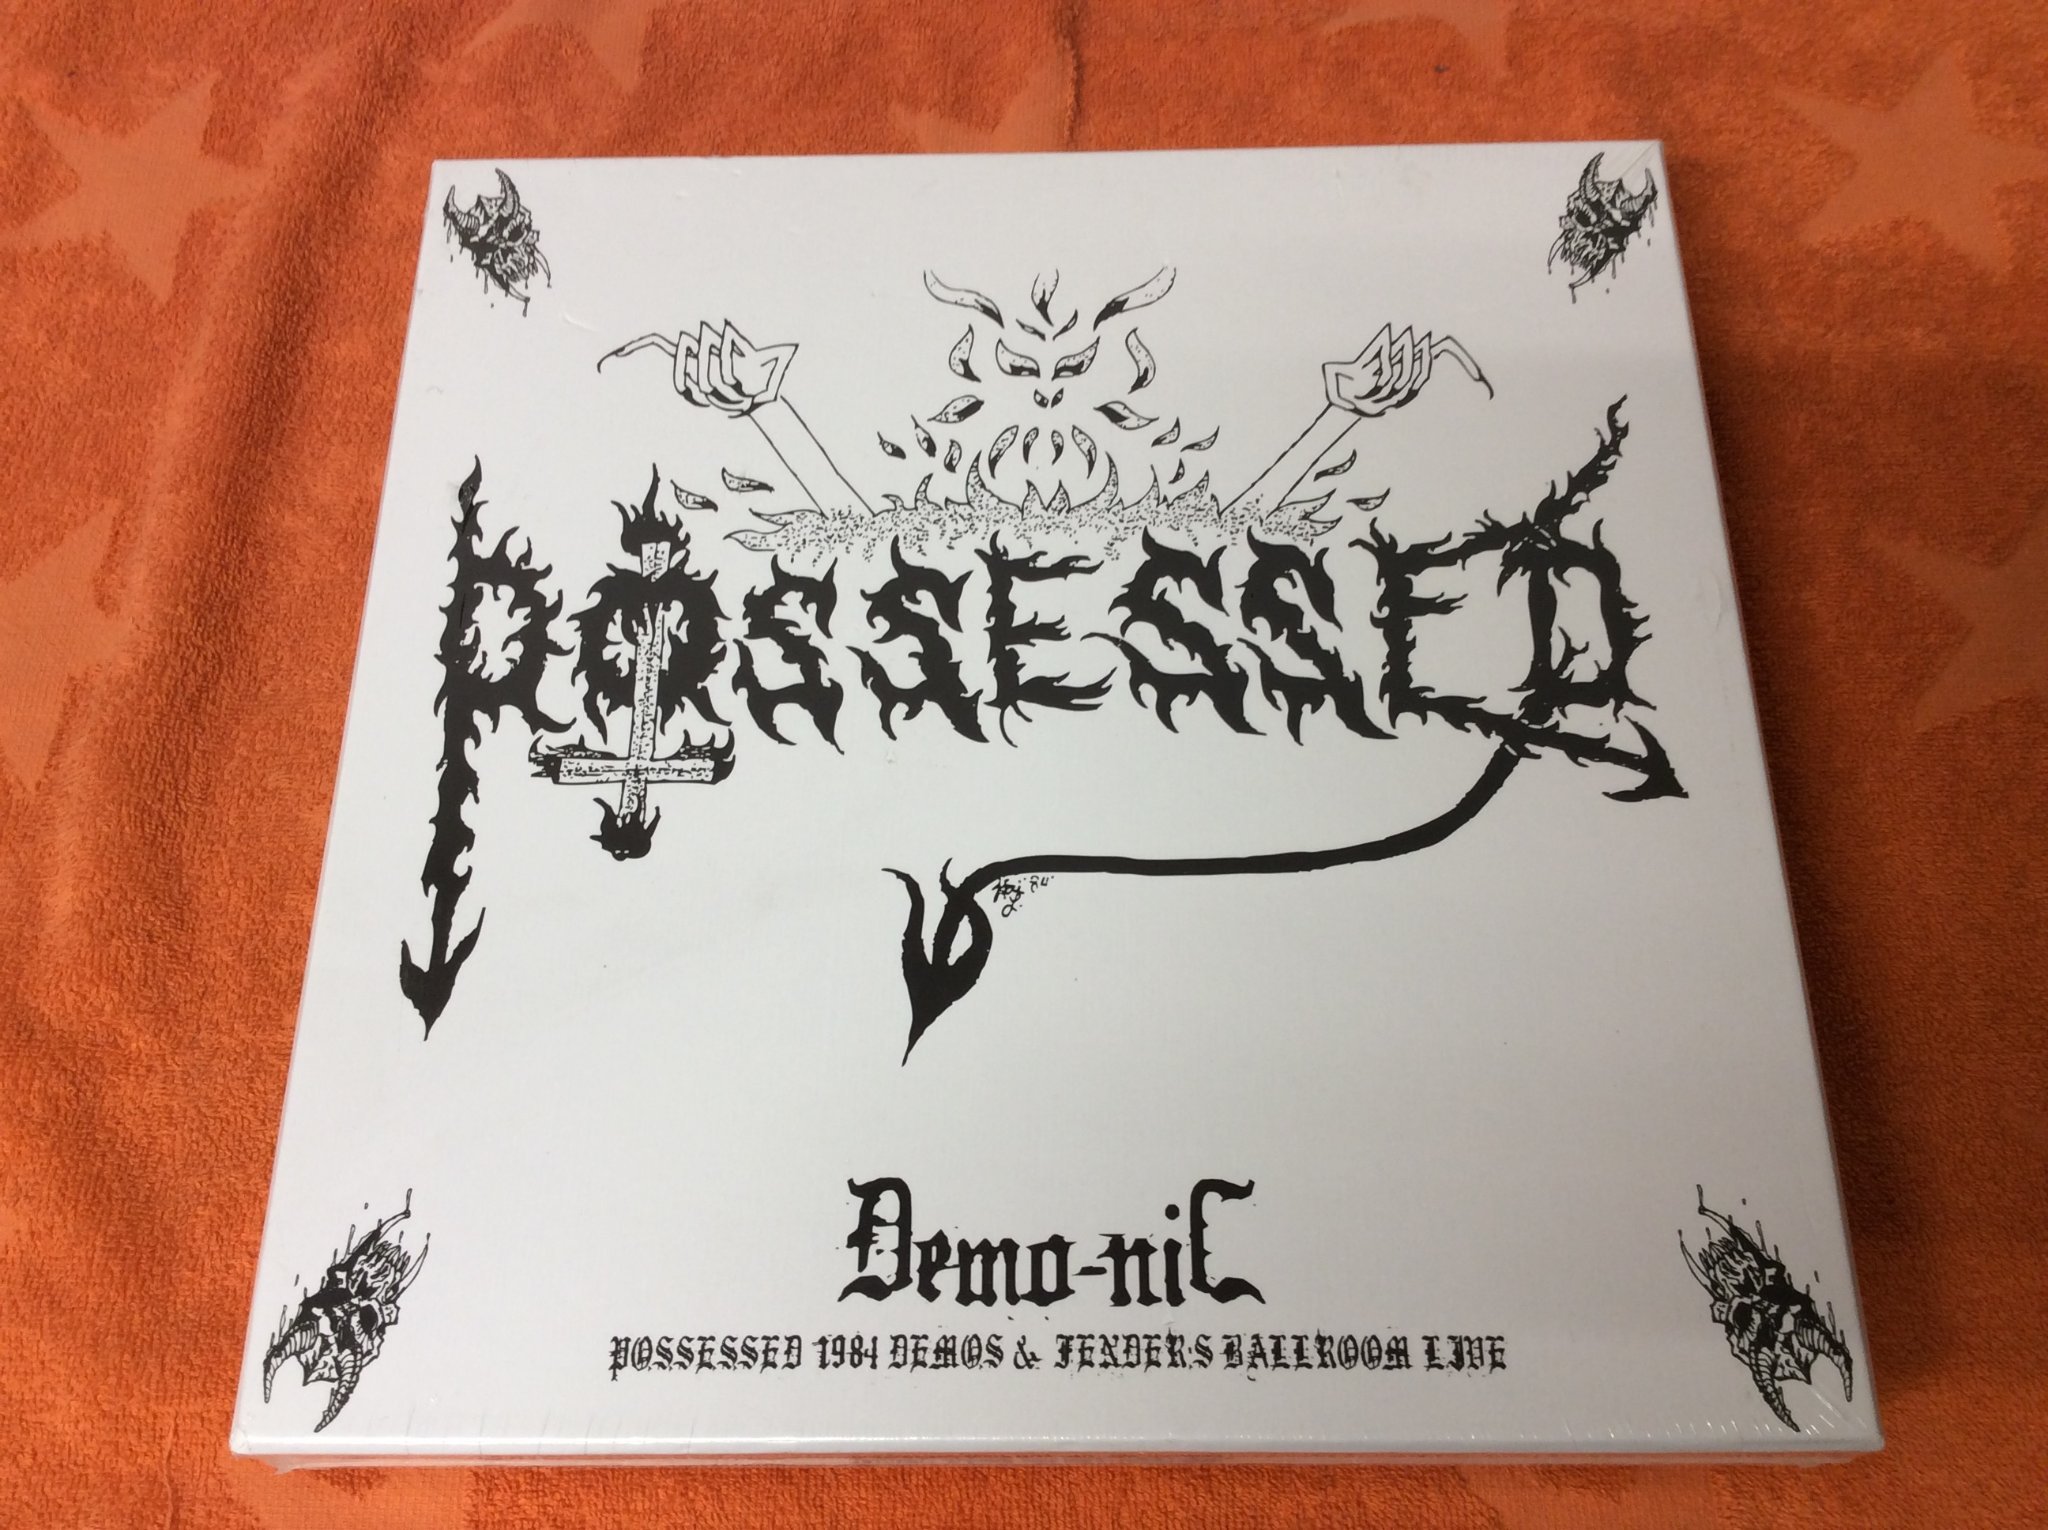 POSSESSED
Demo-niC
POSSESSED 1984 DEMOS & FENDER'S BALLROOM LIVE